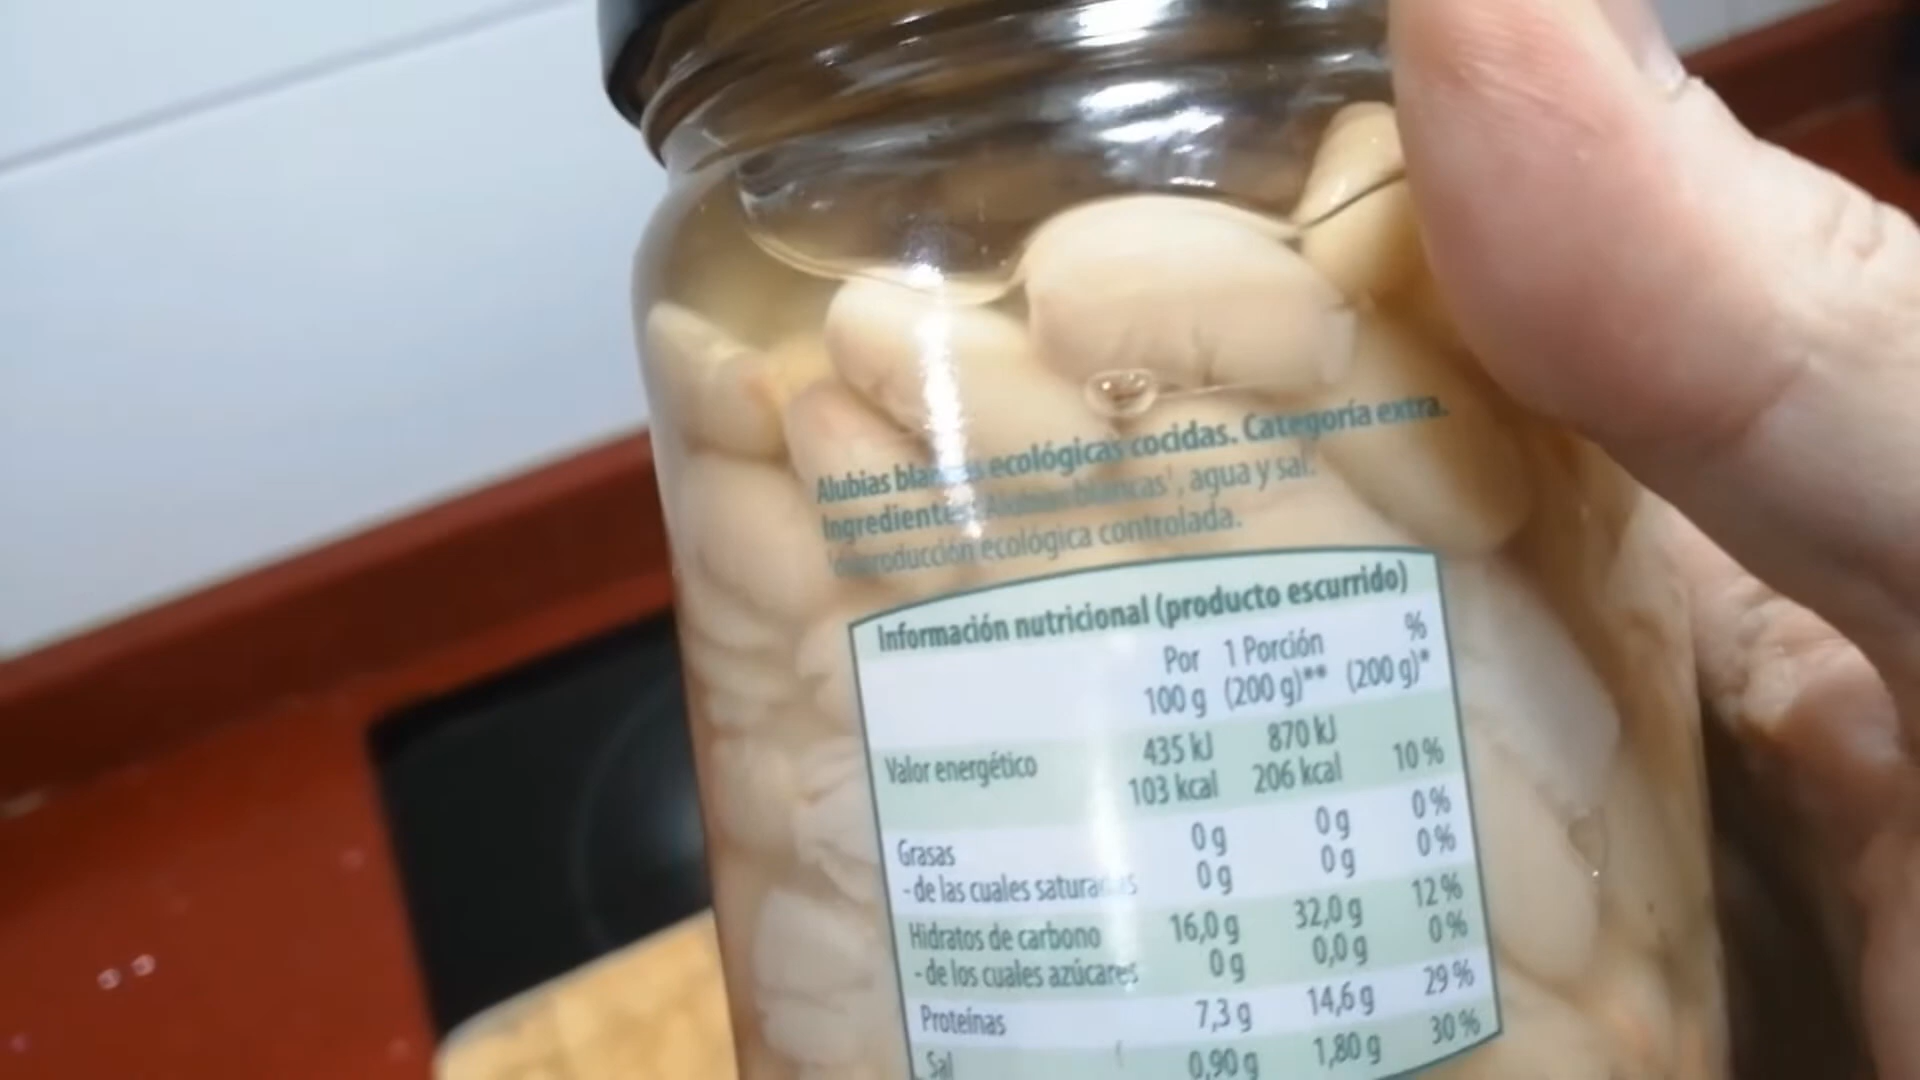 Alubias blancas ecológicas cocidas. Categoría extra.
Ingredientes: Alubias blancas¹, agua y sal.
producción ecológica controlada.
Información nutricional (producto escurrido)
Por 100 g 1 Porción (200 g)** % (200 g)*
Valor energético 435 kJ 870 kJ
103 kcal 206 kcal 10 %
Grasas 0 g 0 g 0 %
- de las cuales saturadas 0 g 0 g 0 %
Hidratos de carbono 16,0 g 32,0 g 12 %
- de los cuales azúcares 0 g 0,0 g 0 %
Proteínas 7,3 g 14,6 g 29 %
Sal 0,90 g 1,80 g 30 %